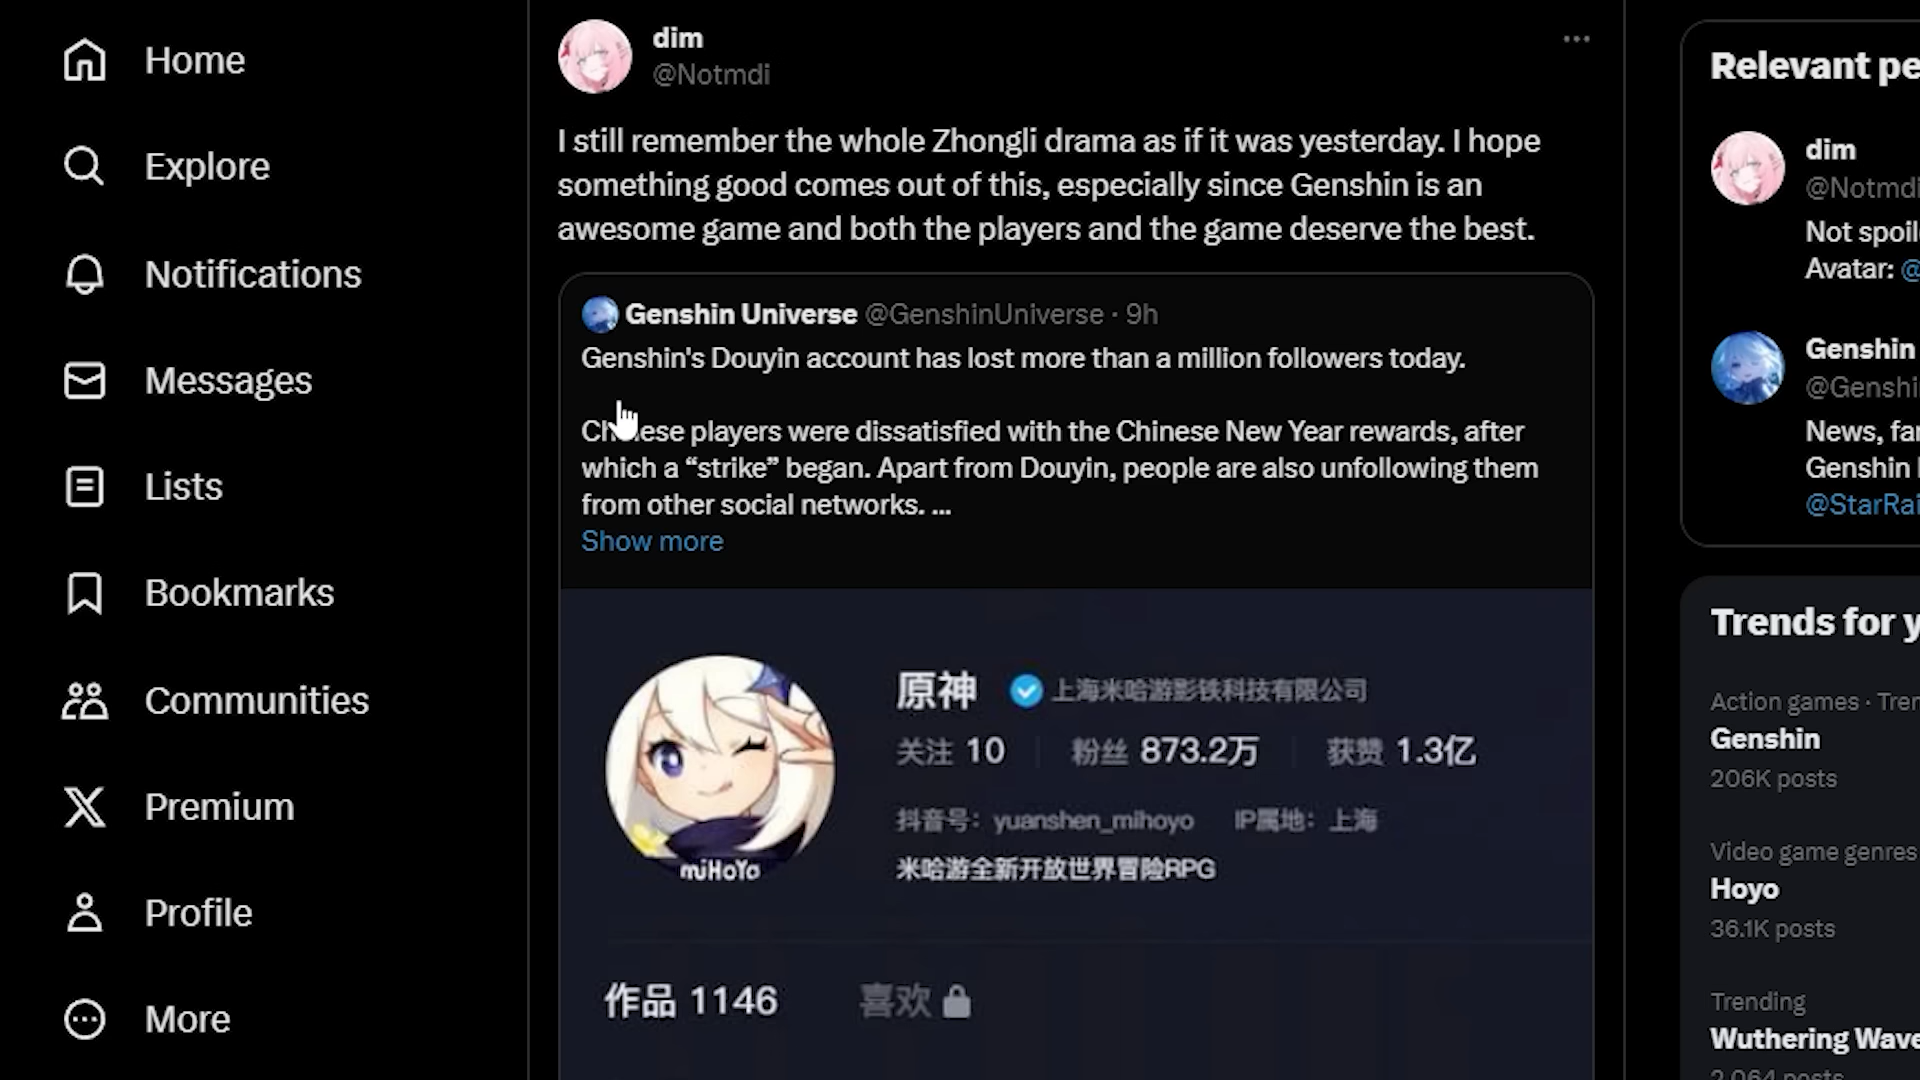 Home
Explore
Notifications
Messages
Lists
Bookmarks
Communities
Premium
Profile
More
dim
@Notmdi
I still remember the whole Zhongli drama as if it was yesterday. I hope
something good comes out of this, especially since Genshin is an
awesome game and both the players and the game deserve the best.
Genshin Universe @GenshinUniverse · 9h
Genshin's Douyin account has lost more than a million followers today.
Chinese players were dissatisfied with the Chinese New Year rewards, after
which a “strike” began. Apart from Douyin, people are also unfollowing them
from other social networks. ...
Show more
miHoYo
原神 上海米哈游影铁科技有限公司
关注 10 粉丝 873.2万 获赞 1.3亿
抖音号：yuanshen_mihoyo IP属地：上海
米哈游全新开放世界冒险RPG
作品 1146 喜欢
Relevant pe
dim
@Notmdi
Not spoil
Avatar: @
Genshin
@Genshi
News, fan
Genshin
@StarRai
Trends for y
Action games · Tren
Genshin
206K posts
Video game genres
Hoyo
36.1K posts
Trending
Wuthering Wave
2,064 posts